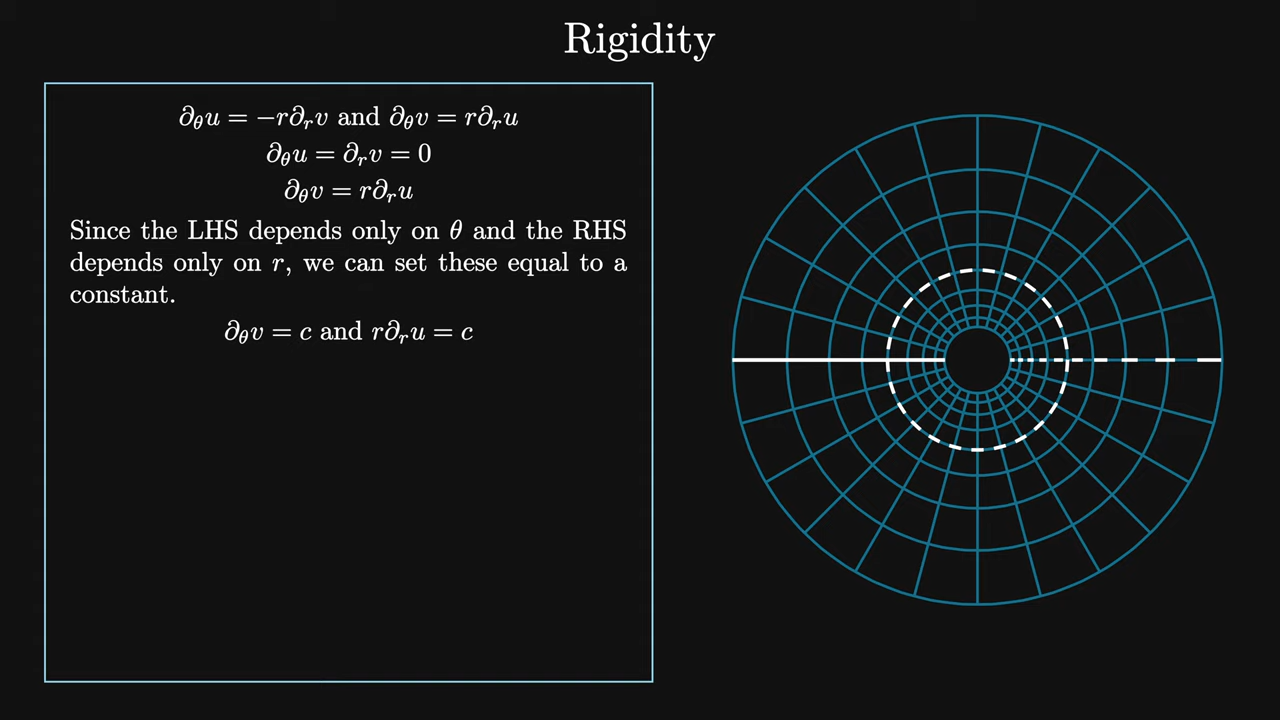 Rigidity
∂_θu = −r∂_rv and ∂_θv = r∂_ru
∂_θu = ∂_rv = 0
∂_θv = r∂_ru
Since the LHS depends only on θ and the RHS
depends only on r, we can set these equal to a
constant.
∂_θv = c and r∂_ru = c